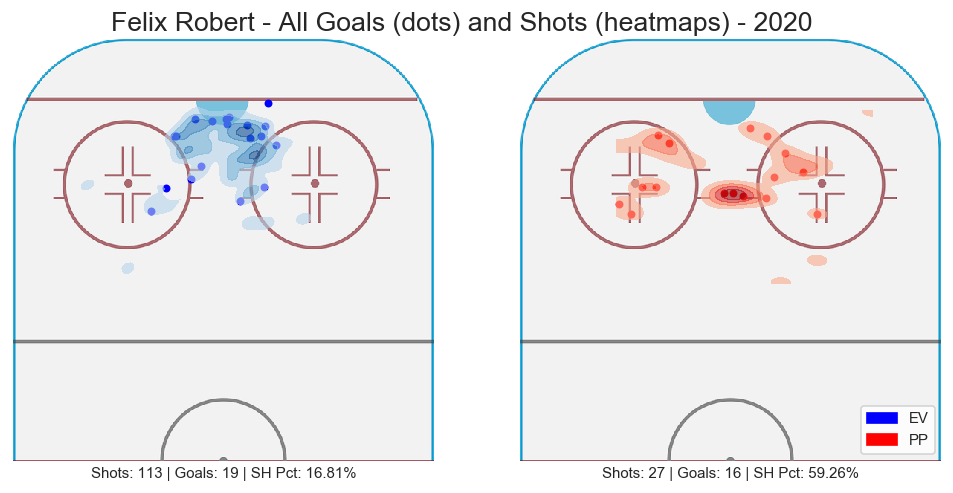 Felix Robert - All Goals (dots) and Shots (heatmaps) - 2020
EV
PP
Shots: 113 | Goals: 19 | SH Pct: 16.81%
Shots: 27 | Goals: 16 | SH Pct: 59.26%